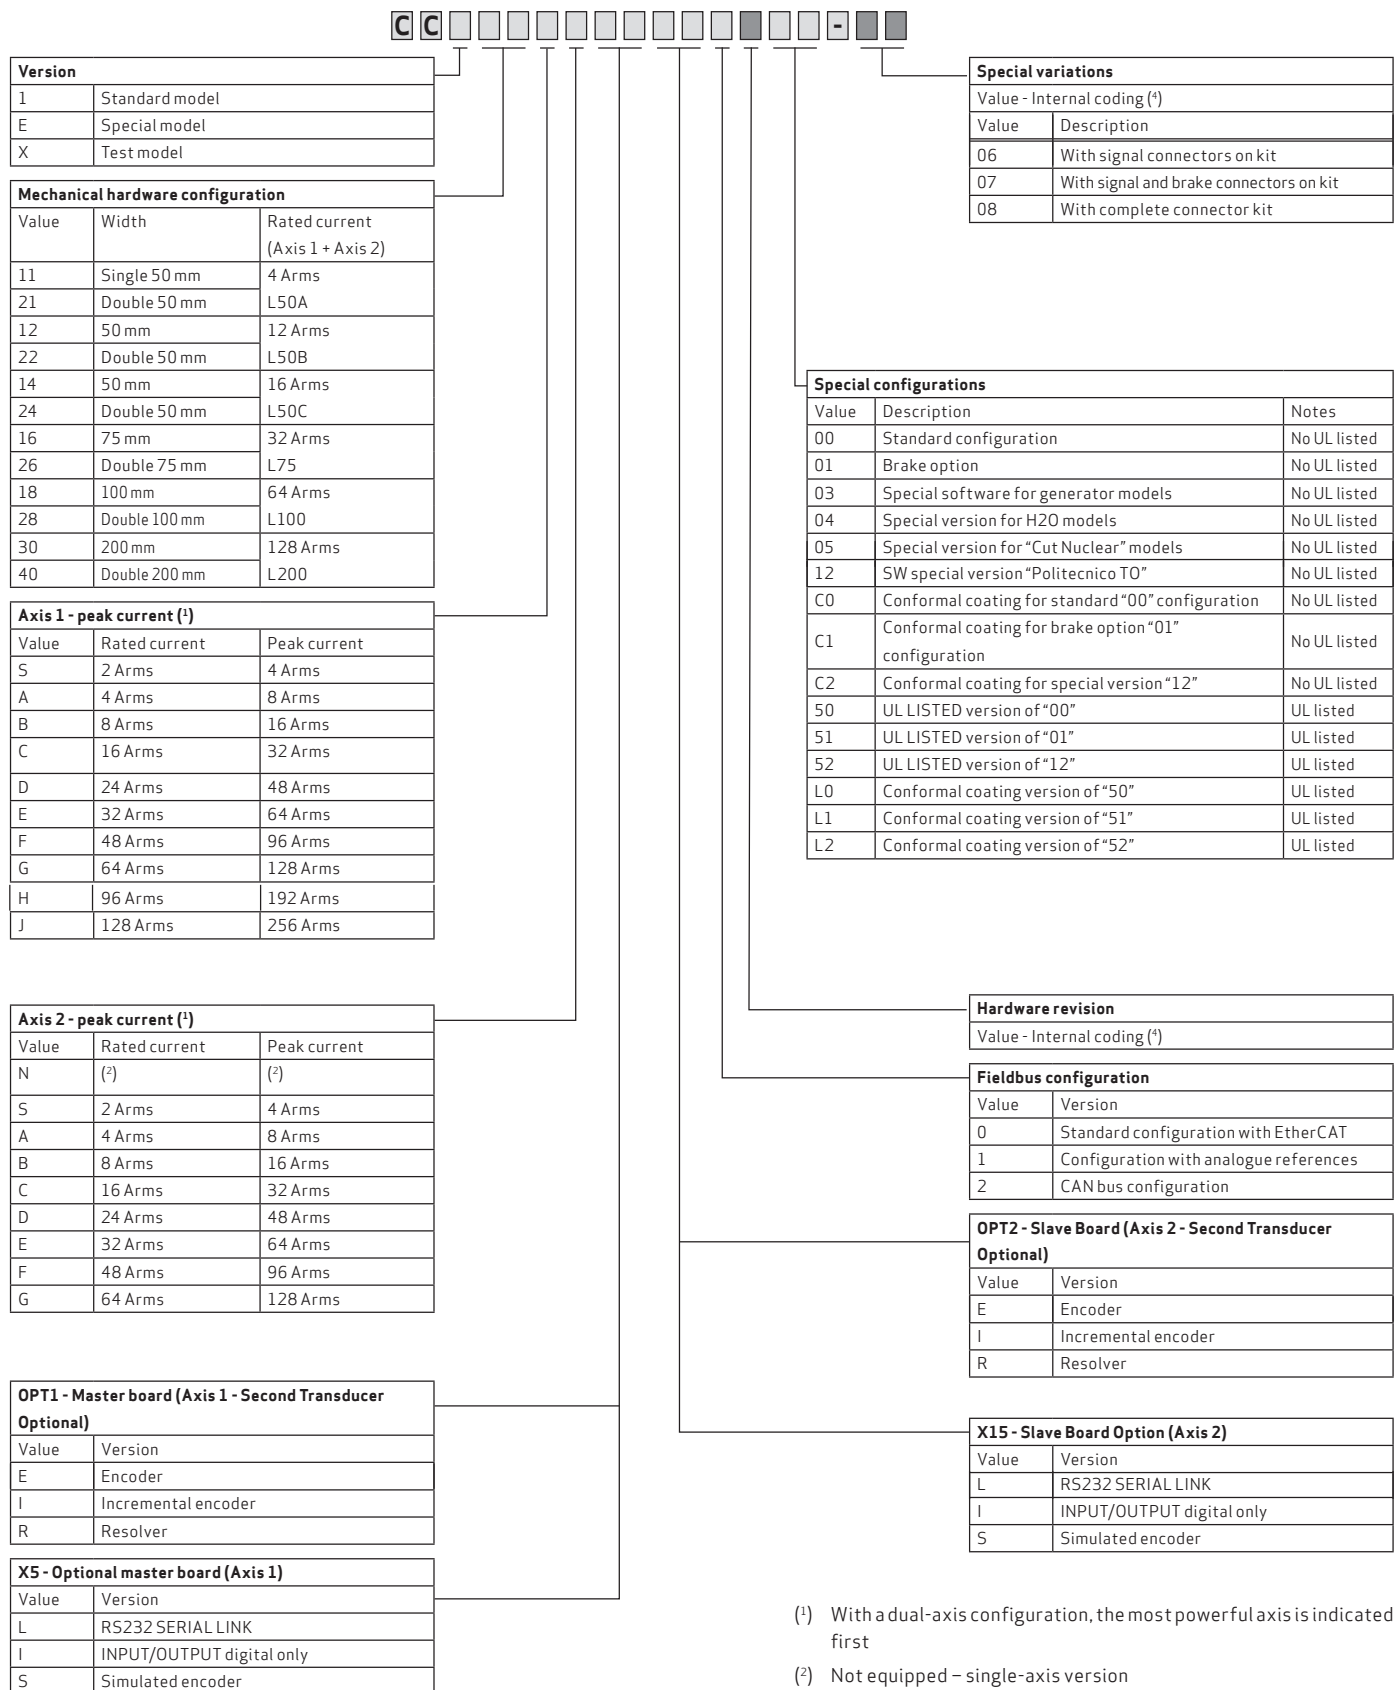 C C -
Version
1 Standard model
E Special model
X Test model
Mechanical hardware configuration
Value Width Rated current
(Axis 1 + Axis 2)
11 Single 50 mm 4 Arms
21 Double 50 mm L50A
12 50 mm 12 Arms
22 Double 50 mm L50B
14 50 mm 16 Arms
24 Double 50 mm L50C
16 75 mm 32 Arms
26 Double 75 mm L75
18 100 mm 64 Arms
28 Double 100 mm L100
30 200 mm 128 Arms
40 Double 200 mm L200
Axis 1 - peak current (¹)
Value Rated current Peak current
S 2 Arms 4 Arms
A 4 Arms 8 Arms
B 8 Arms 16 Arms
C 16 Arms 32 Arms
D 24 Arms 48 Arms
E 32 Arms 64 Arms
F 48 Arms 96 Arms
G 64 Arms 128 Arms
H 96 Arms 192 Arms
J 128 Arms 256 Arms
Axis 2 - peak current (¹)
Value Rated current Peak current
N (²) (²)
S 2 Arms 4 Arms
A 4 Arms 8 Arms
B 8 Arms 16 Arms
C 16 Arms 32 Arms
D 24 Arms 48 Arms
E 32 Arms 64 Arms
F 48 Arms 96 Arms
G 64 Arms 128 Arms
OPT1 - Master board (Axis 1 - Second Transducer
Optional)
Value Version
E Encoder
I Incremental encoder
R Resolver
X5 - Optional master board (Axis 1)
Value Version
L RS232 SERIAL LINK
I INPUT/OUTPUT digital only
S Simulated encoder
Special variations
Value - Internal coding (⁴)
Value Description
06 With signal connectors on kit
07 With signal and brake connectors on kit
08 With complete connector kit
Special configurations
Value Description Notes
00 Standard configuration No UL listed
01 Brake option No UL listed
03 Special software for generator models No UL listed
04 Special version for H2O models No UL listed
05 Special version for “Cut Nuclear” models No UL listed
12 SW special version “Politecnico TO” No UL listed
C0 Conformal coating for standard “00” configuration No UL listed
C1 Conformal coating for brake option “01”
configuration No UL listed
C2 Conformal coating for special version “12” No UL listed
50 UL LISTED version of “00” UL listed
51 UL LISTED version of “01” UL listed
52 UL LISTED version of “12” UL listed
L0 Conformal coating version of “50” UL listed
L1 Conformal coating version of “51” UL listed
L2 Conformal coating version of “52” UL listed
Hardware revision
Value - Internal coding (⁴)
Fieldbus configuration
Value Version
0 Standard configuration with EtherCAT
1 Configuration with analogue references
2 CAN bus configuration
OPT2 - Slave Board (Axis 2 - Second Transducer
Optional)
Value Version
E Encoder
I Incremental encoder
R Resolver
X15 - Slave Board Option (Axis 2)
Value Version
L RS232 SERIAL LINK
I INPUT/OUTPUT digital only
S Simulated encoder
(¹) With a dual-axis configuration, the most powerful axis is indicated
first
(²) Not equipped – single-axis version